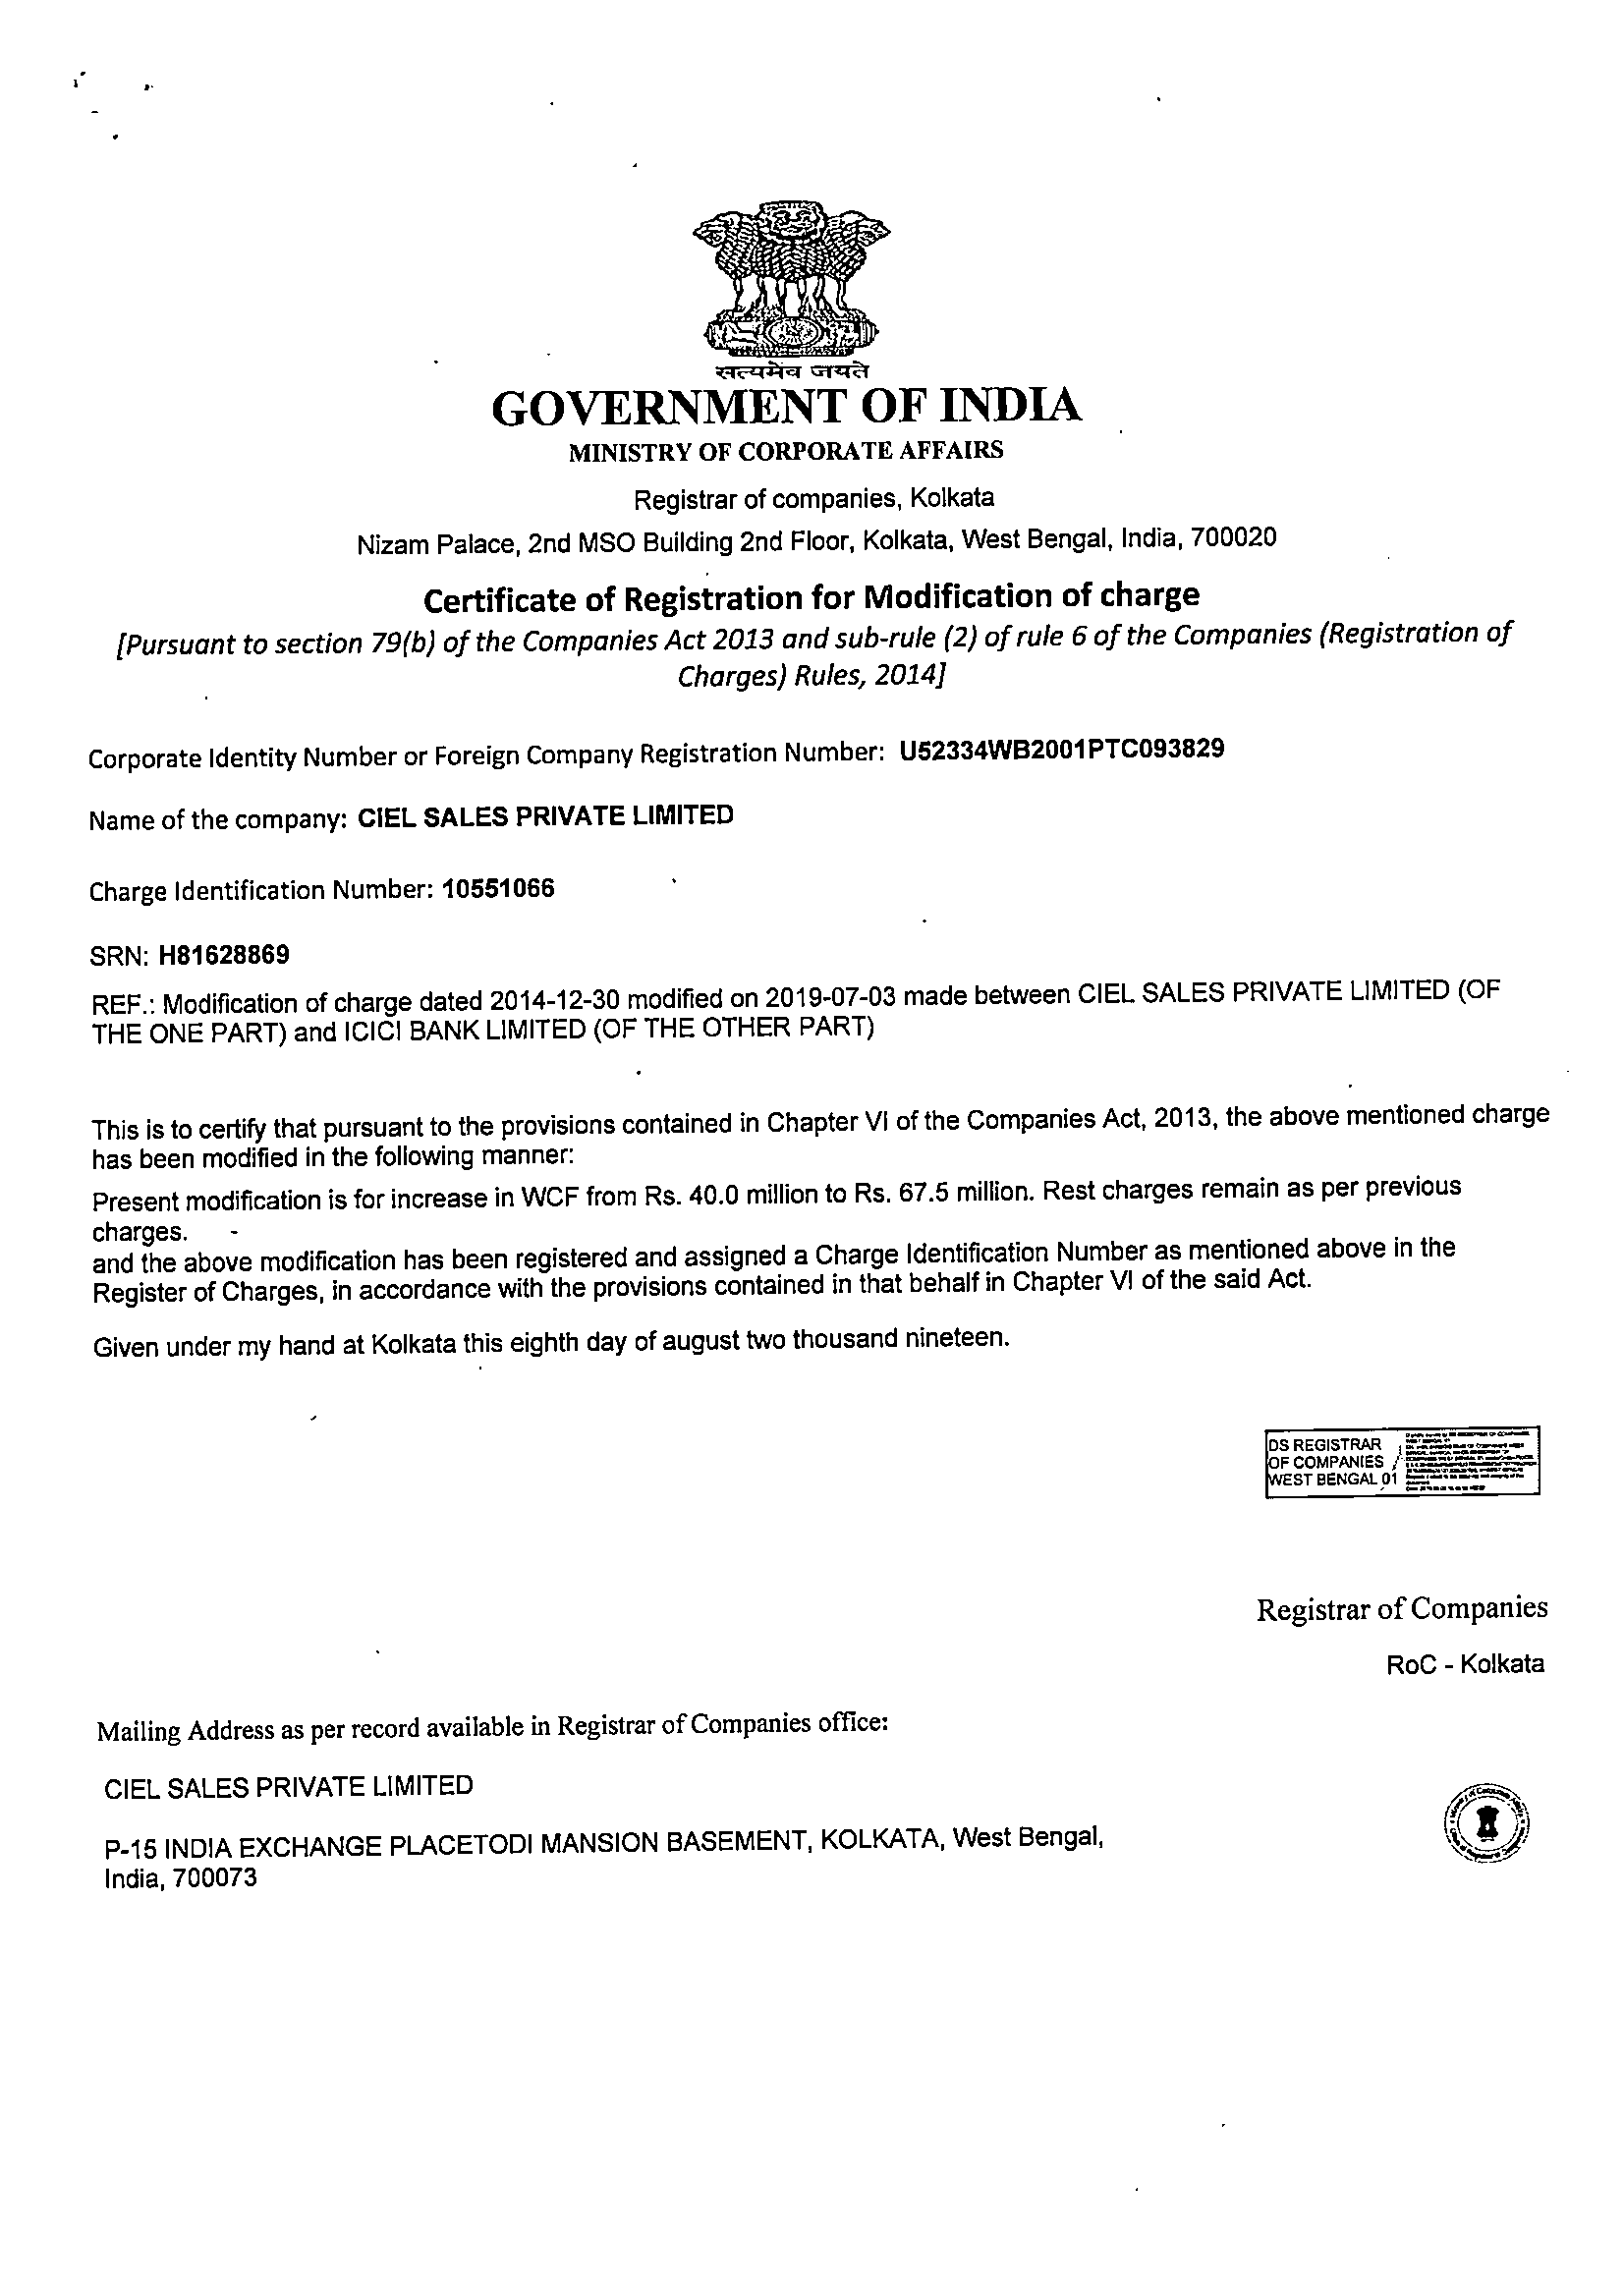 सत्यमेव जयते
GOVERNMENT OF INDIA
MINISTRY OF CORPORATE AFFAIRS
Registrar of companies, Kolkata
Nizam Palace, 2nd MSO Building 2nd Floor, Kolkata, West Bengal, India, 700020
Certificate of Registration for Modification of charge
[Pursuant to section 79(b) of the Companies Act 2013 and sub-rule (2) of rule 6 of the Companies (Registration of
Charges) Rules, 2014]
Corporate Identity Number or Foreign Company Registration Number: U52334WB2001PTC093829
Name of the company: CIEL SALES PRIVATE LIMITED
Charge Identification Number: 10551066
SRN: H81628869
REF.: Modification of charge dated 2014-12-30 modified on 2019-07-03 made between CIEL SALES PRIVATE LIMITED (OF
THE ONE PART) and ICICI BANK LIMITED (OF THE OTHER PART)
This is to certify that pursuant to the provisions contained in Chapter VI of the Companies Act, 2013, the above mentioned charge
has been modified in the following manner:
Present modification is for increase in WCF from Rs. 40.0 million to Rs. 67.5 million. Rest charges remain as per previous
charges.
and the above modification has been registered and assigned a Charge Identification Number as mentioned above in the
Register of Charges, in accordance with the provisions contained in that behalf in Chapter VI of the said Act.
Given under my hand at Kolkata this eighth day of august two thousand nineteen.
DS REGISTRAR
OF COMPANIES
WEST BENGAL 01
Registrar of Companies
RoC - Kolkata
Mailing Address as per record available in Registrar of Companies office:
CIEL SALES PRIVATE LIMITED
P-15 INDIA EXCHANGE PLACETODI MANSION BASEMENT, KOLKATA, West Bengal,
India, 700073